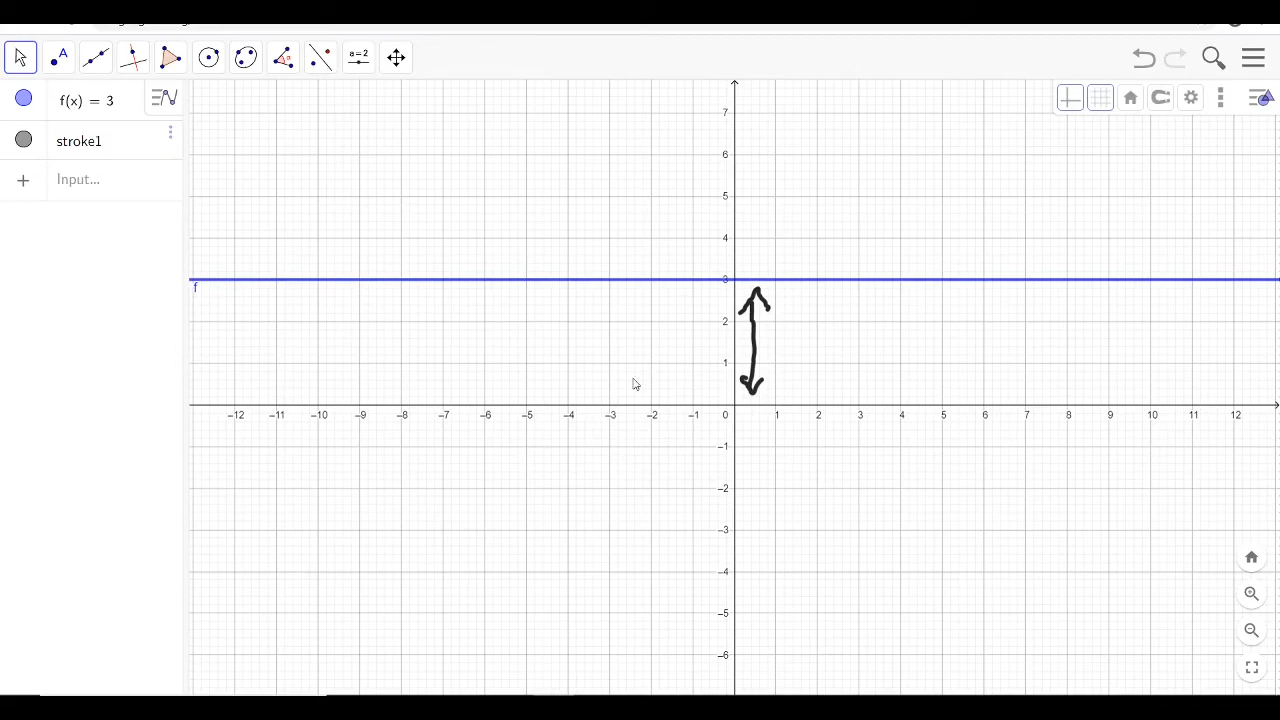 a=2
f(x) = 3
stroke1
Input...
7
6
5
4
3
f
2
1
−12 −11 −10 −9 −8 −7 −6 −5 −4 −3 −2 −1 0 1 2 3 4 5 6 7 8 9 10 11 12
−1
−2
−3
−4
−5
−6